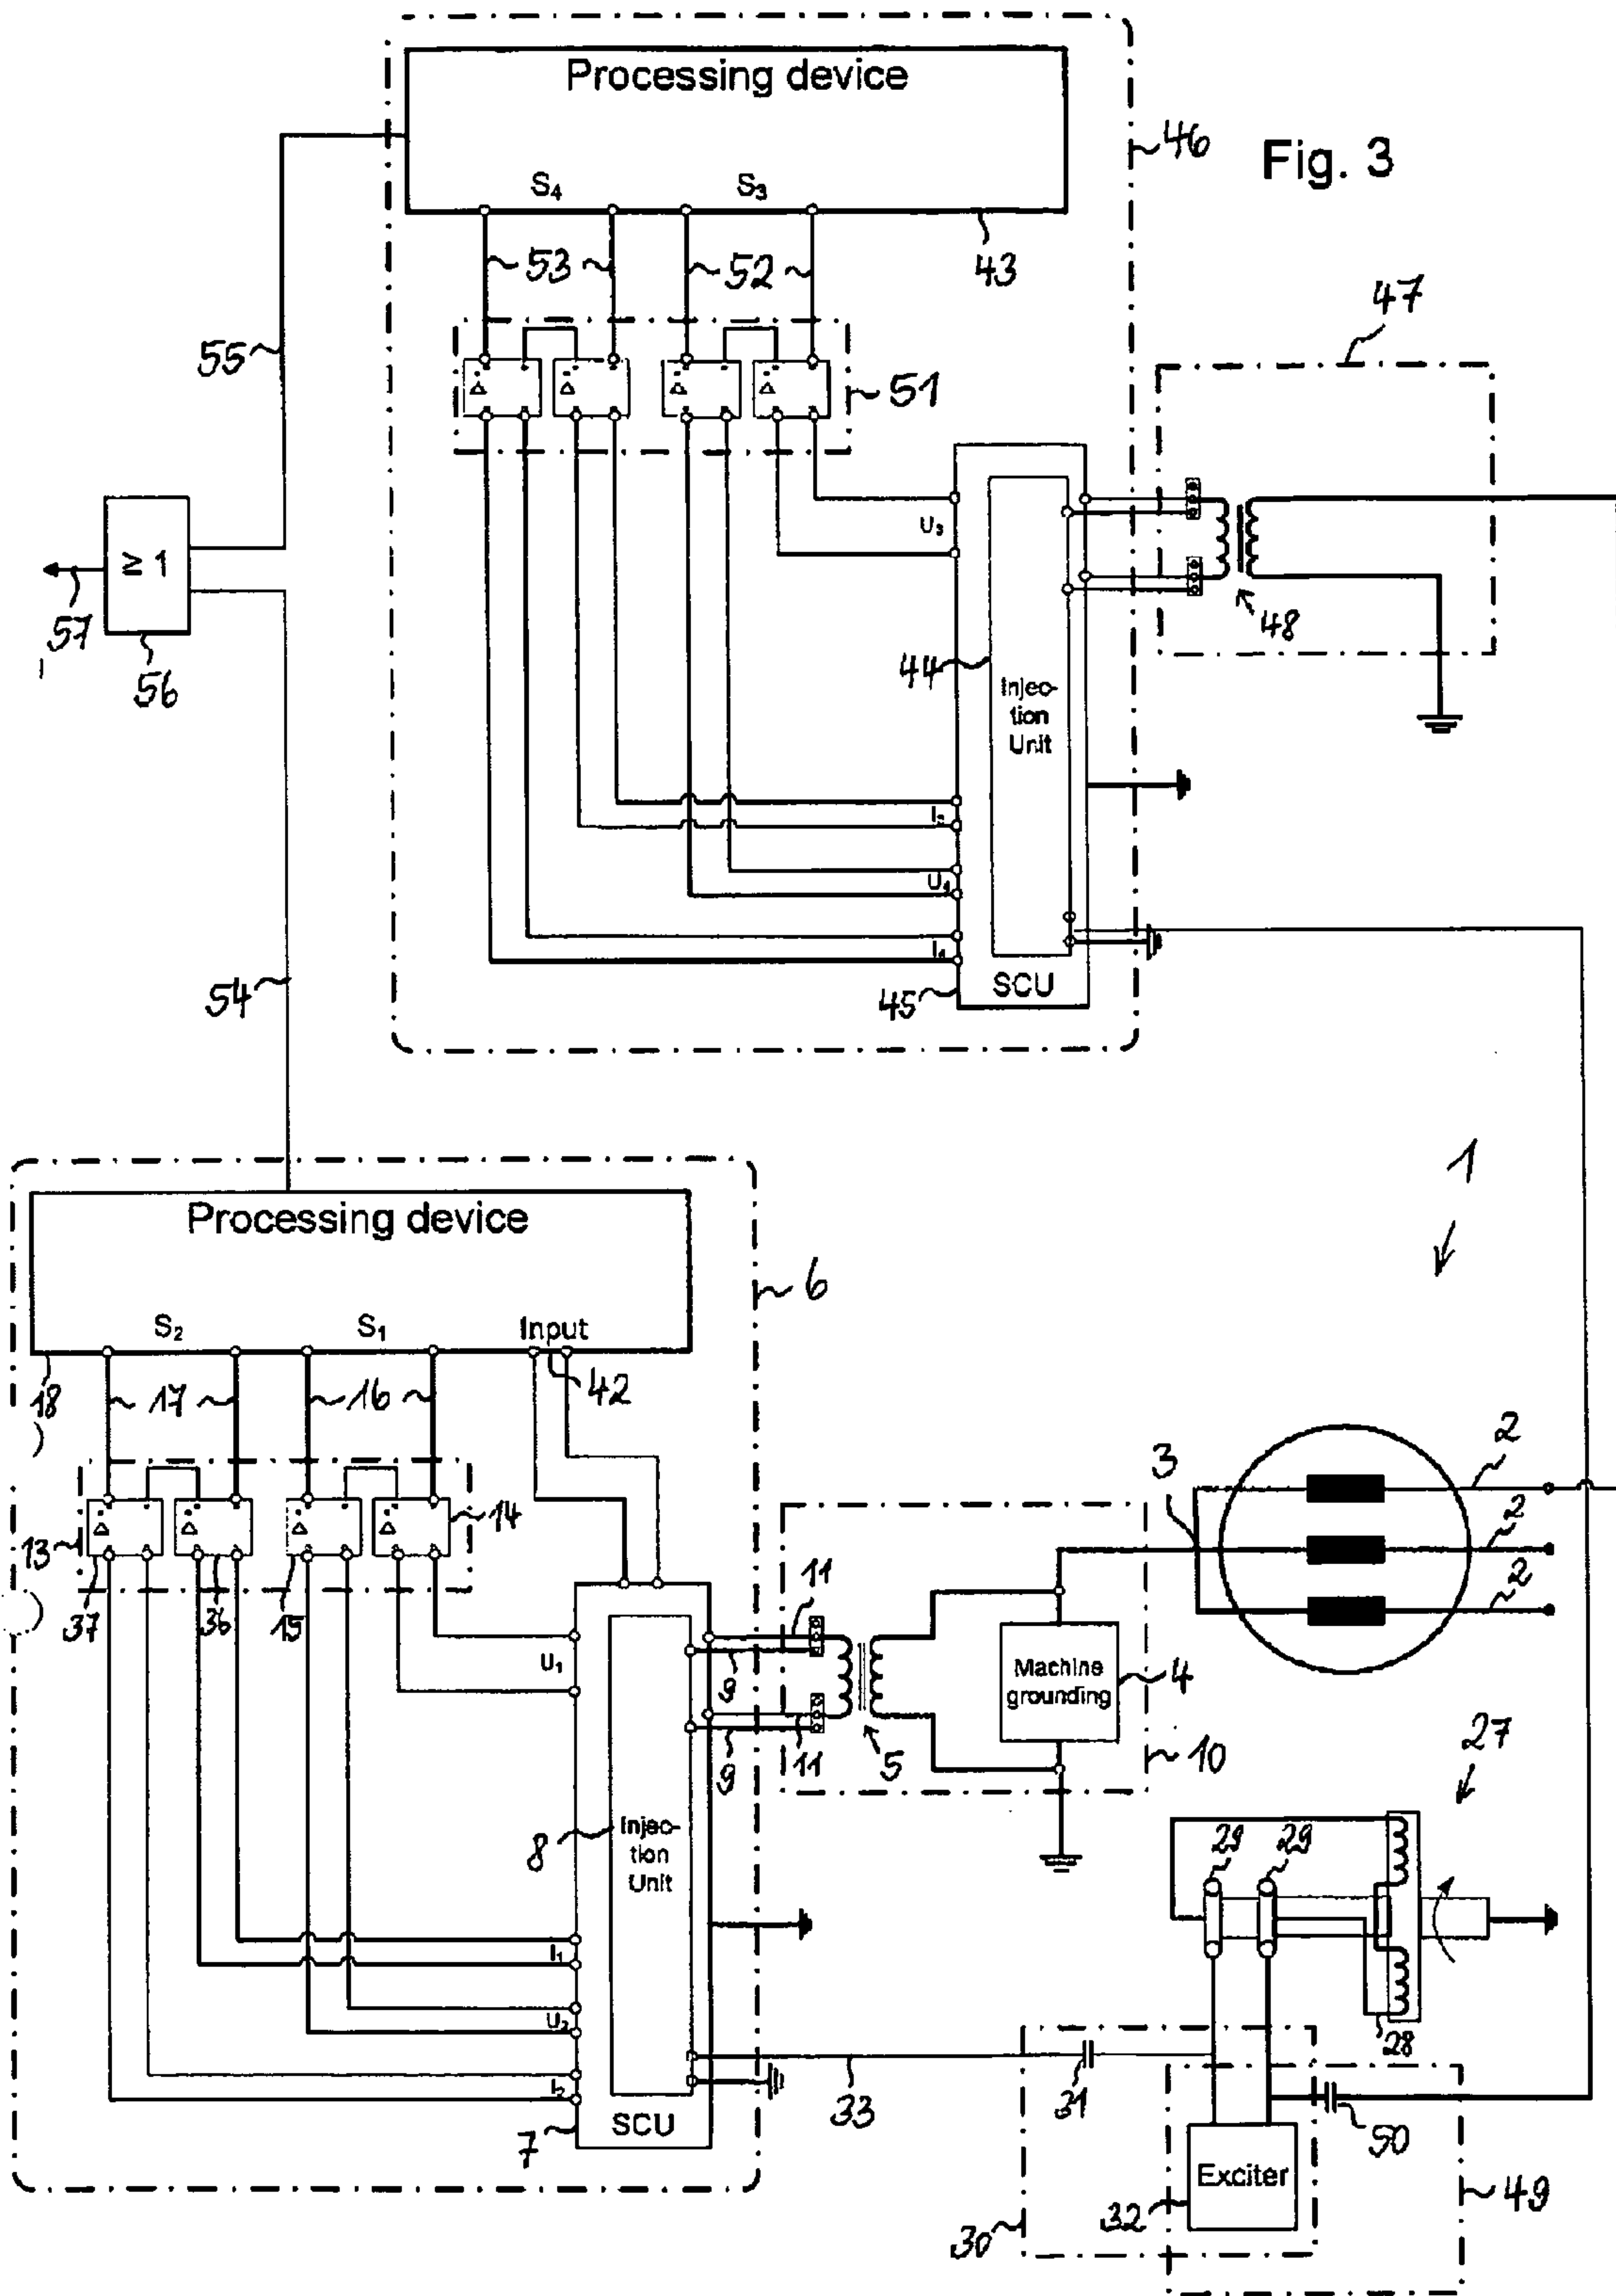 Processing device
46
Fig. 3
S₄ S₃
43
53 52
47
55
51
U₃
≥ 1
48
57
44
56
Injec-
tion
Unit
I₃
U₄
I₄
54
45
SCU
1
Processing device
6
S₂ S₁ Input
18 17 16 42
3 2
14
2
13
11 2
37 36 15
U₁
Machine
grounding
4
9
27
10
9 11 5
Injec-
tion
Unit
8
29 29
I₁
U₂
28
I₂
33 31
7
SCU
50
Exciter
49
32
30